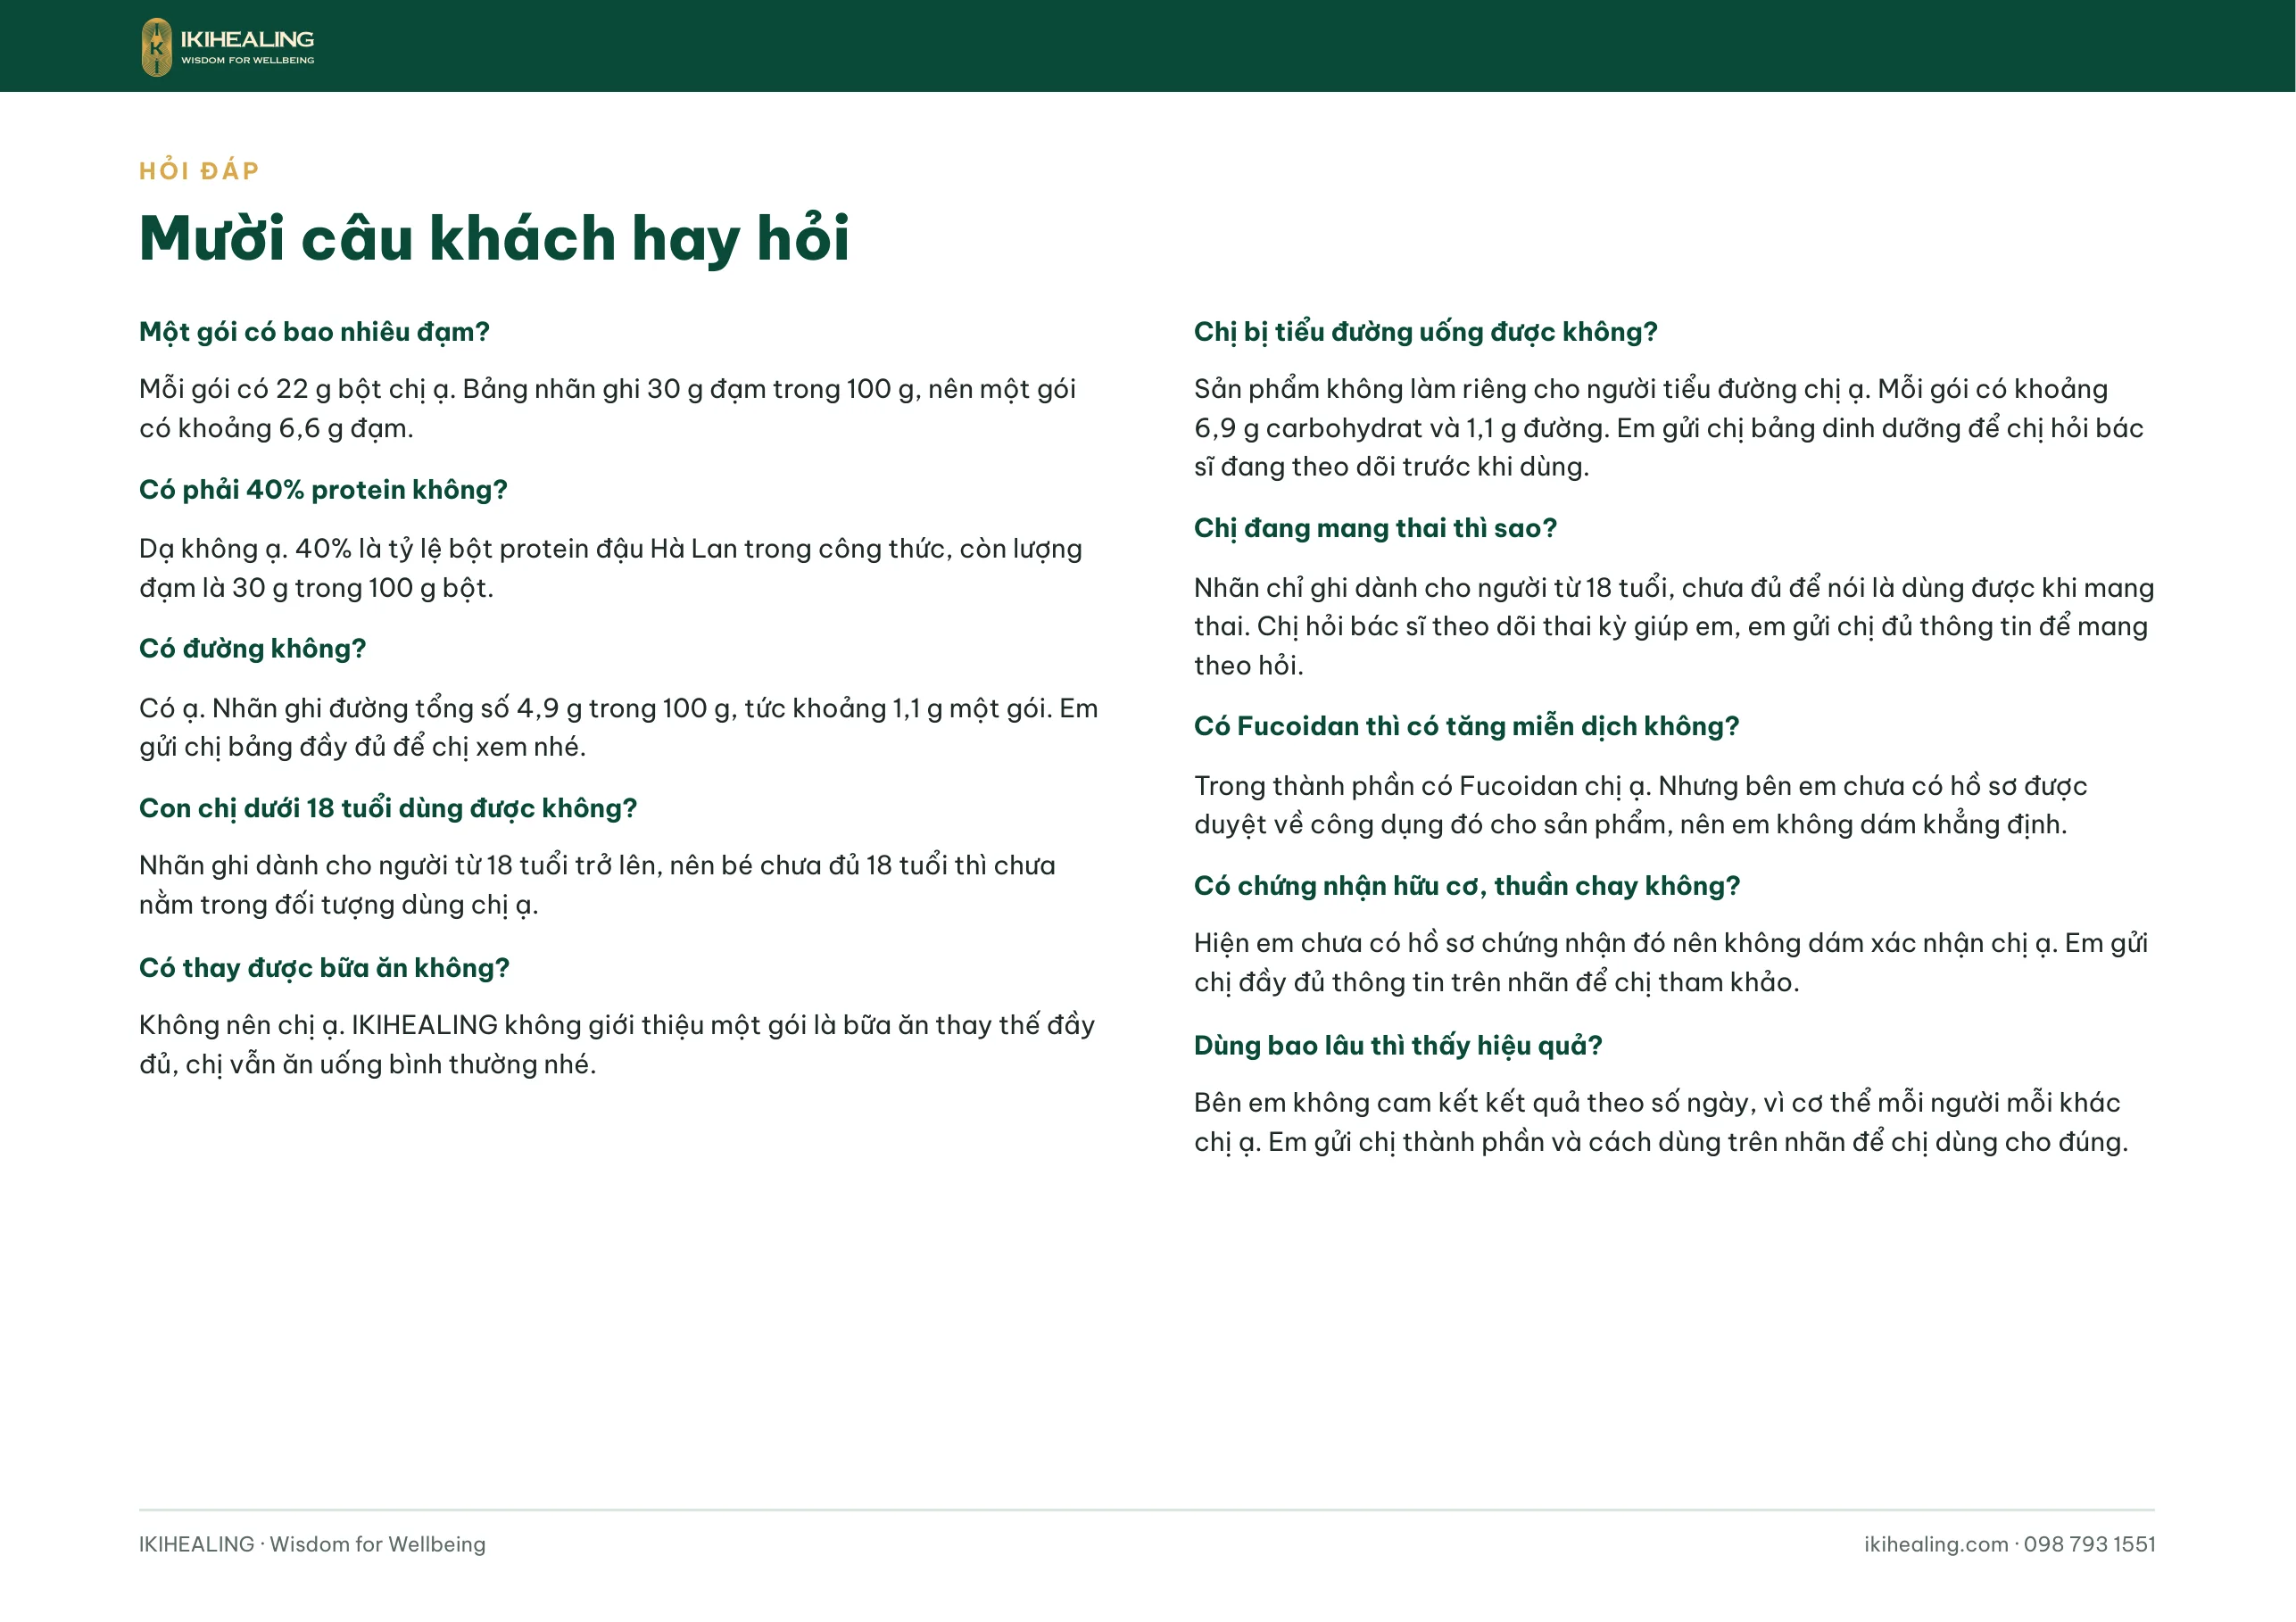 IKIHEALING
WISDOM FOR WELLBEING
HỎI ĐÁP
Mười câu khách hay hỏi
Một gói có bao nhiêu đạm?
Mỗi gói có 22 g bột chị ạ. Bảng nhãn ghi 30 g đạm trong 100 g, nên một gói
có khoảng 6,6 g đạm.
Có phải 40% protein không?
Dạ không ạ. 40% là tỷ lệ bột protein đậu Hà Lan trong công thức, còn lượng
đạm là 30 g trong 100 g bột.
Có đường không?
Có ạ. Nhãn ghi đường tổng số 4,9 g trong 100 g, tức khoảng 1,1 g một gói. Em
gửi chị bảng đầy đủ để chị xem nhé.
Con chị dưới 18 tuổi dùng được không?
Nhãn ghi dành cho người từ 18 tuổi trở lên, nên bé chưa đủ 18 tuổi thì chưa
nằm trong đối tượng dùng chị ạ.
Có thay được bữa ăn không?
Không nên chị ạ. IKIHEALING không giới thiệu một gói là bữa ăn thay thế đầy
đủ, chị vẫn ăn uống bình thường nhé.
Chị bị tiểu đường uống được không?
Sản phẩm không làm riêng cho người tiểu đường chị ạ. Mỗi gói có khoảng
6,9 g carbohydrat và 1,1 g đường. Em gửi chị bảng dinh dưỡng để chị hỏi bác
sĩ đang theo dõi trước khi dùng.
Chị đang mang thai thì sao?
Nhãn chỉ ghi dành cho người từ 18 tuổi, chưa đủ để nói là dùng được khi mang
thai. Chị hỏi bác sĩ theo dõi thai kỳ giúp em, em gửi chị đủ thông tin để mang
theo hỏi.
Có Fucoidan thì có tăng miễn dịch không?
Trong thành phần có Fucoidan chị ạ. Nhưng bên em chưa có hồ sơ được
duyệt về công dụng đó cho sản phẩm, nên em không dám khẳng định.
Có chứng nhận hữu cơ, thuần chay không?
Hiện em chưa có hồ sơ chứng nhận đó nên không dám xác nhận chị ạ. Em gửi
chị đầy đủ thông tin trên nhãn để chị tham khảo.
Dùng bao lâu thì thấy hiệu quả?
Bên em không cam kết kết quả theo số ngày, vì cơ thể mỗi người mỗi khác
chị ạ. Em gửi chị thành phần và cách dùng trên nhãn để chị dùng cho đúng.
IKIHEALING · Wisdom for Wellbeing
ikihealing.com · 098 793 1551